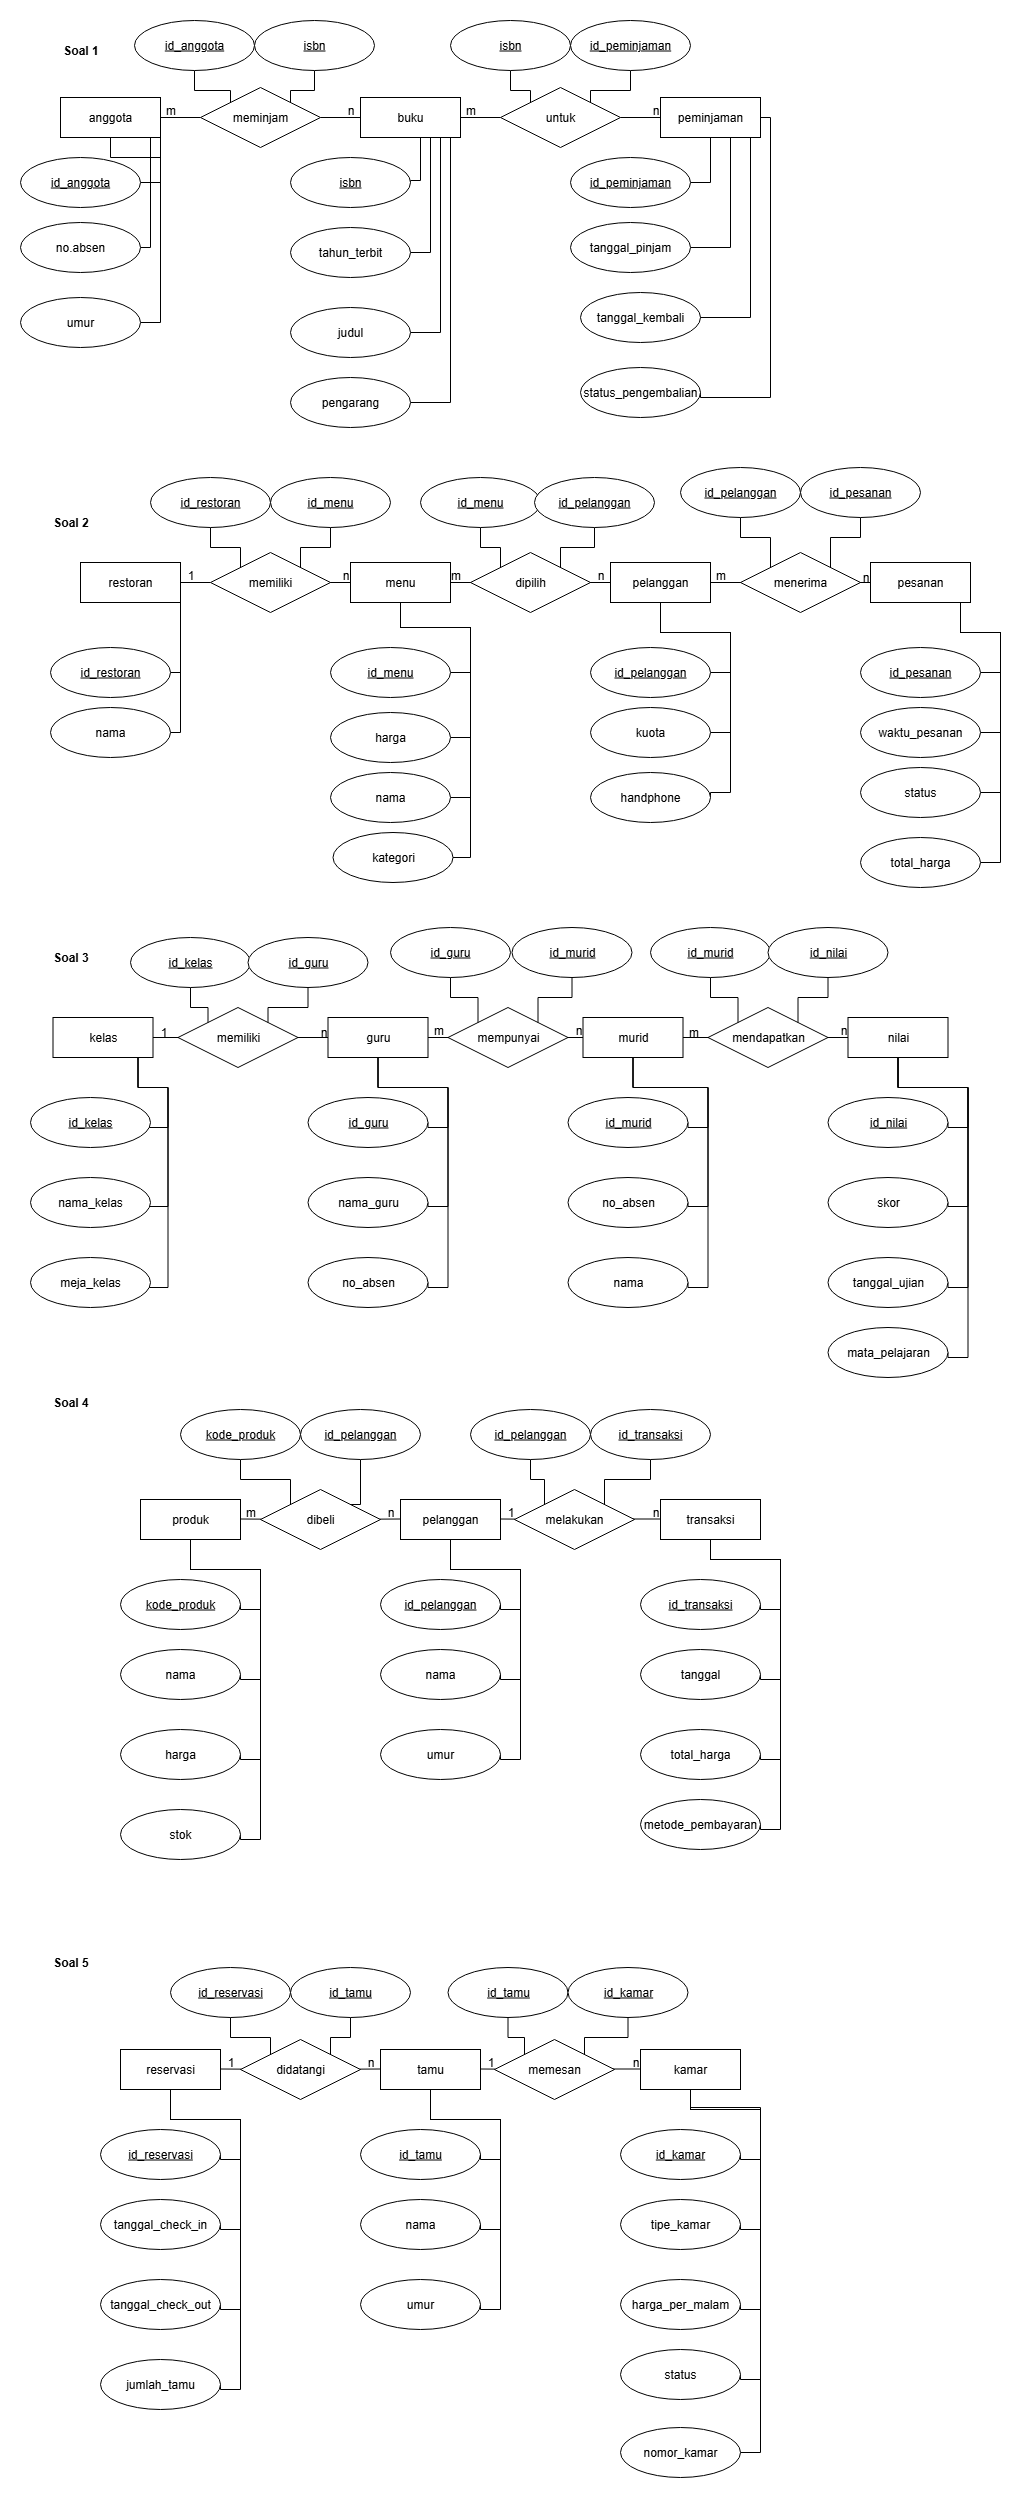 Soal 1
id_anggota
isbn
isbn
id_peminjaman
anggota
m
meminjam
n
buku
m
untuk
n
peminjaman
id_anggota
isbn
id_peminjaman
no.absen
tahun_terbit
tanggal_pinjam
umur
judul
tanggal_kembali
pengarang
status_pengembalian
Soal 2
id_restoran
id_menu
id_menu
id_pelanggan
id_pelanggan
id_pesanan
restoran
1
memiliki
n
menu
m
dipilih
n
pelanggan
m
menerima
n
pesanan
id_restoran
id_menu
id_pelanggan
id_pesanan
nama
harga
kuota
waktu_pesanan
nama
handphone
status
kategori
total_harga
Soal 3
id_kelas
id_guru
id_guru
id_murid
id_murid
id_nilai
kelas
1
memiliki
n
guru
m
mempunyai
n
murid
m
mendapatkan
n
nilai
id_kelas
id_guru
id_murid
id_nilai
nama_kelas
nama_guru
no_absen
skor
meja_kelas
no_absen
nama
tanggal_ujian
mata_pelajaran
Soal 4
kode_produk
id_pelanggan
id_pelanggan
id_transaksi
produk
m
dibeli
n
pelanggan
1
melakukan
n
transaksi
kode_produk
id_pelanggan
id_transaksi
nama
nama
tanggal
harga
umur
total_harga
stok
metode_pembayaran
Soal 5
id_reservasi
id_tamu
id_tamu
id_kamar
reservasi
1
didatangi
n
tamu
1
memesan
n
kamar
id_reservasi
id_tamu
id_kamar
tanggal_check_in
nama
tipe_kamar
tanggal_check_out
umur
harga_per_malam
jumlah_tamu
status
nomor_kamar